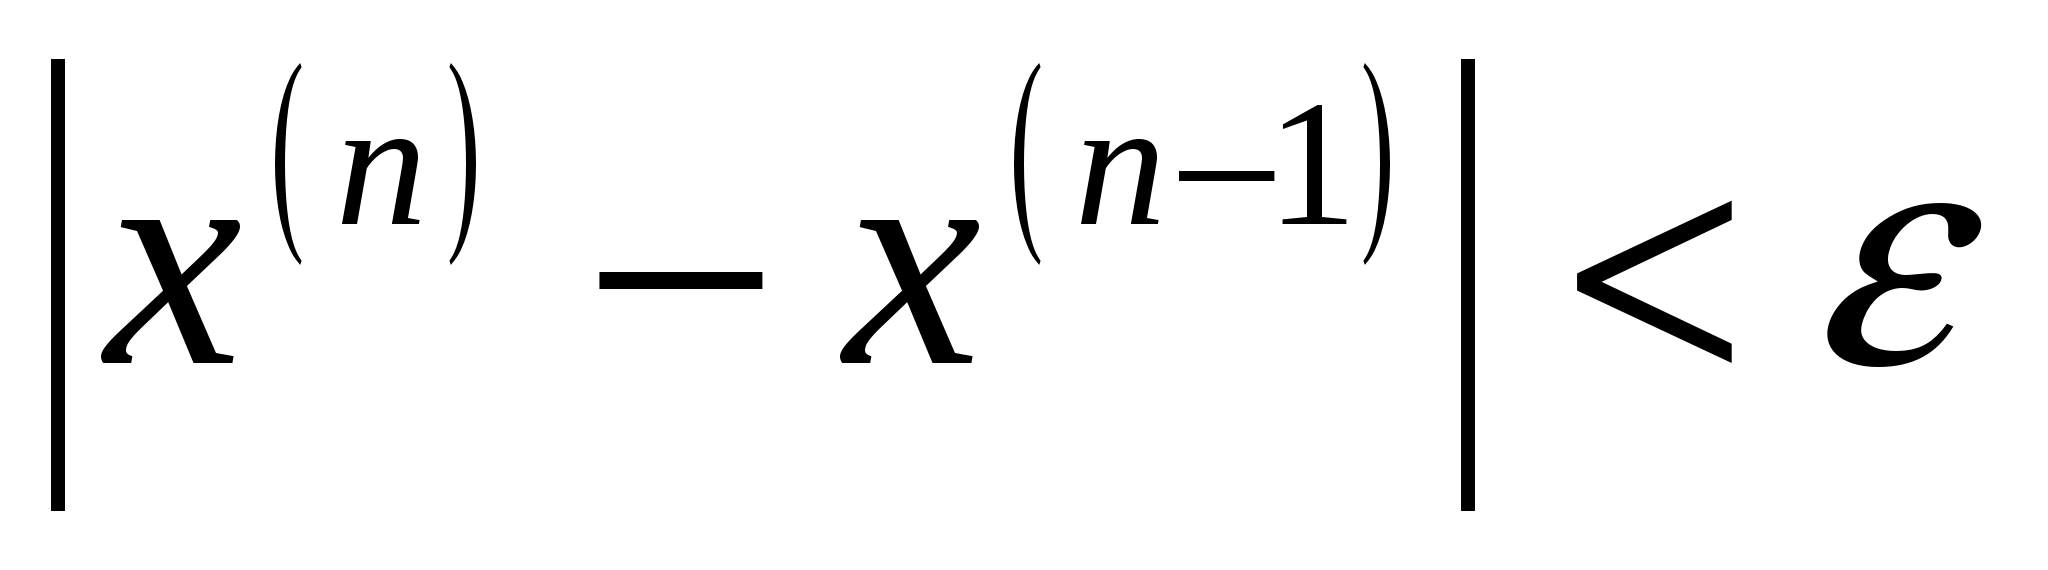 |x^(n) − x^(n−1)| < ε